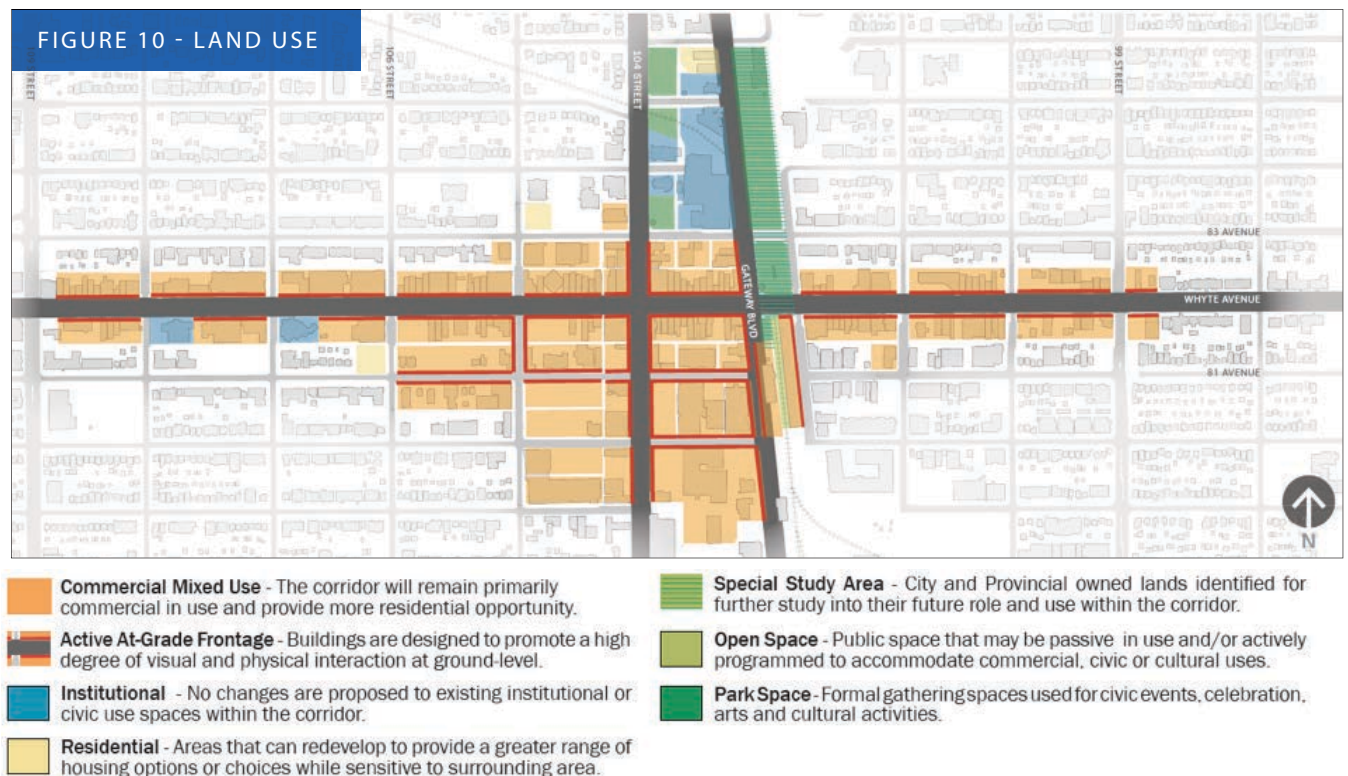 FIGURE 10 - LAND USE
106 STREET
104 STREET
99 STREET
83 AVENUE
GATEWAY BLVD
WHYTE AVENUE
81 AVENUE
N
Commercial Mixed Use - The corridor will remain primarily
commercial in use and provide more residential opportunity.
Active At-Grade Frontage - Buildings are designed to promote a high
degree of visual and physical interaction at ground-level.
Institutional - No changes are proposed to existing institutional or
civic use spaces within the corridor.
Residential - Areas that can redevelop to provide a greater range of
housing options or choices while sensitive to surrounding area.
Special Study Area - City and Provincial owned lands identified for
further study into their future role and use within the corridor.
Open Space - Public space that may be passive in use and/or actively
programmed to accommodate commercial, civic or cultural uses.
Park Space - Formal gathering spaces used for civic events, celebration,
arts and cultural activities.